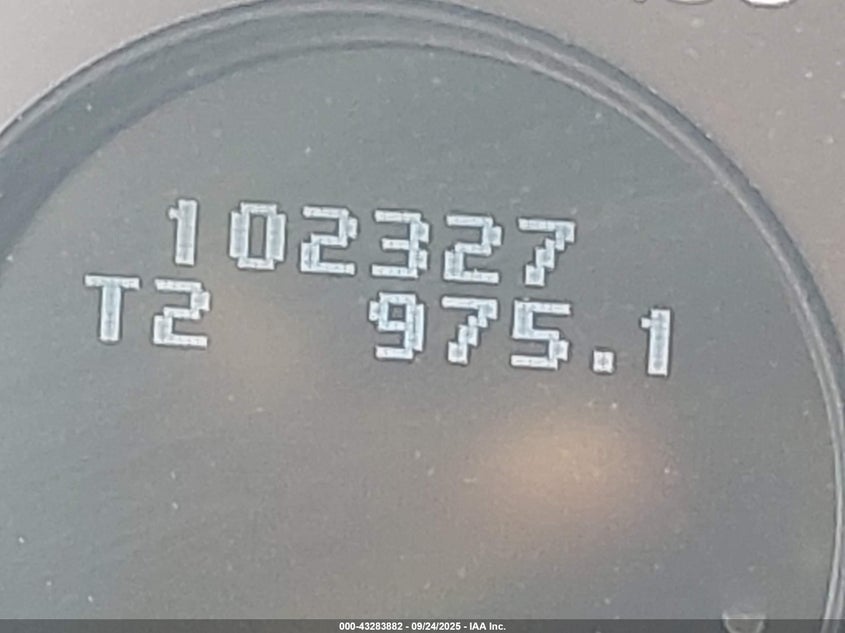 102327
T2 975.1
000-43283882 - 09/24/2025 - IAA Inc.